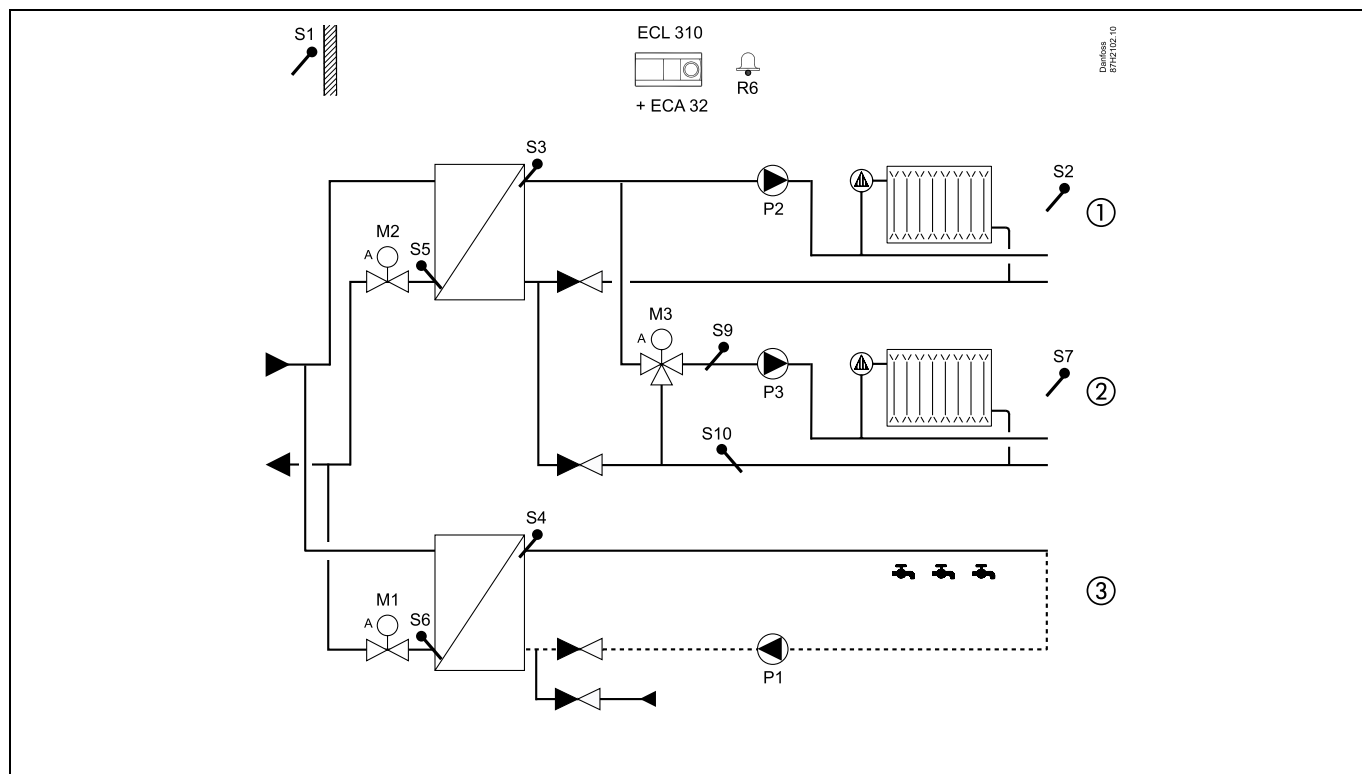 S1
ECL 310
+ ECA 32
R6
Danfoss
87H2102.10
S3
P2
S2
1
M2
A
S5
M3
A
S9
P3
S7
2
S10
S4
M1
A
S6
P1
3